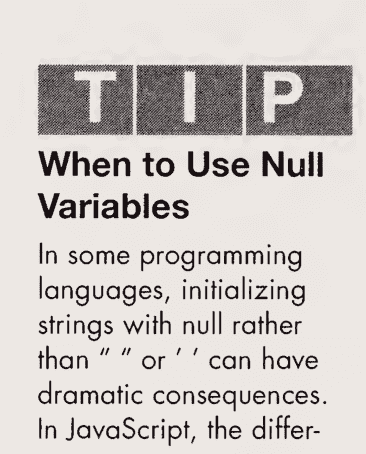 TIP
When to Use Null
Variables
In some programming
languages, initializing
strings with null rather
than " " or ' ' can have
dramatic consequences.
In JavaScript, the differ-